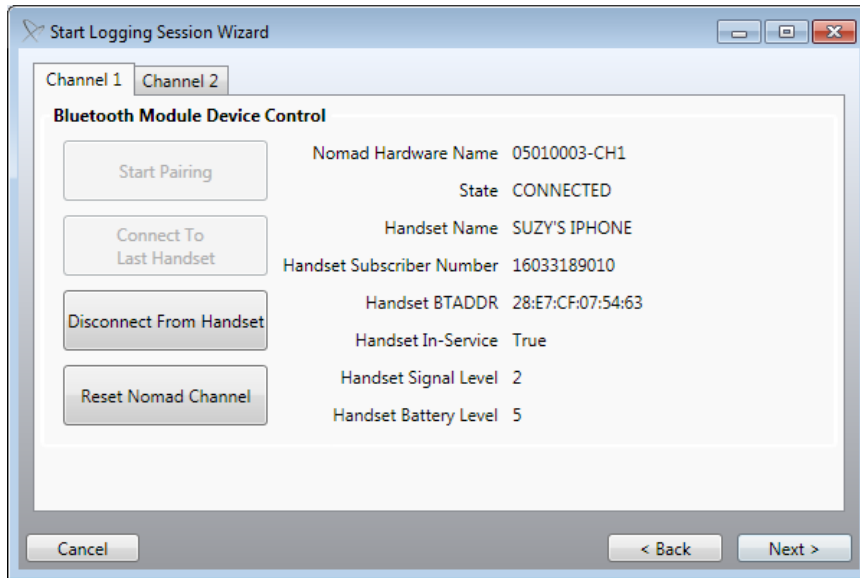 Start Logging Session Wizard
Channel 1 Channel 2
Bluetooth Module Device Control
Start Pairing
Connect To
Last Handset
Disconnect From Handset
Reset Nomad Channel
Nomad Hardware Name 05010003-CH1
State CONNECTED
Handset Name SUZY'S IPHONE
Handset Subscriber Number 16033189010
Handset BTADDR 28:E7:CF:07:54:63
Handset In-Service True
Handset Signal Level 2
Handset Battery Level 5
Cancel < Back Next >